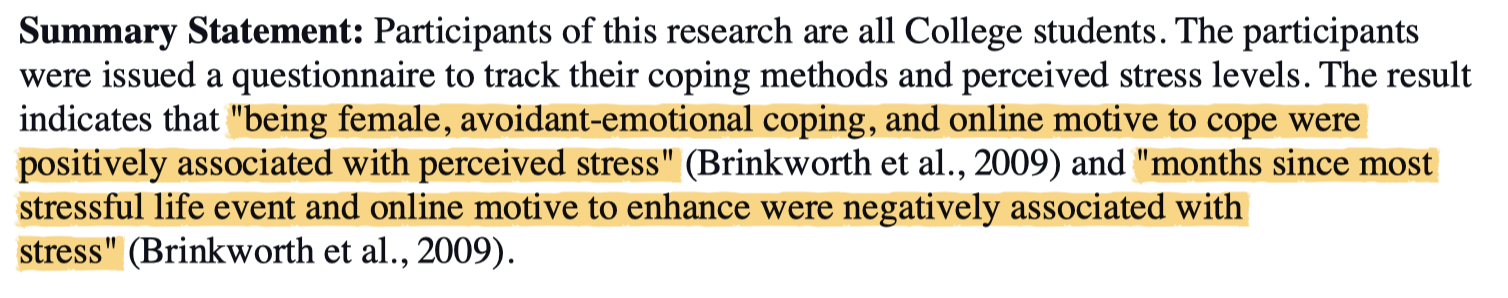 Summary Statement: Participants of this research are all College students. The participants
were issued a questionnaire to track their coping methods and perceived stress levels. The result
indicates that "being female, avoidant-emotional coping, and online motive to cope were
positively associated with perceived stress" (Brinkworth et al., 2009) and "months since most
stressful life event and online motive to enhance were negatively associated with
stress" (Brinkworth et al., 2009).